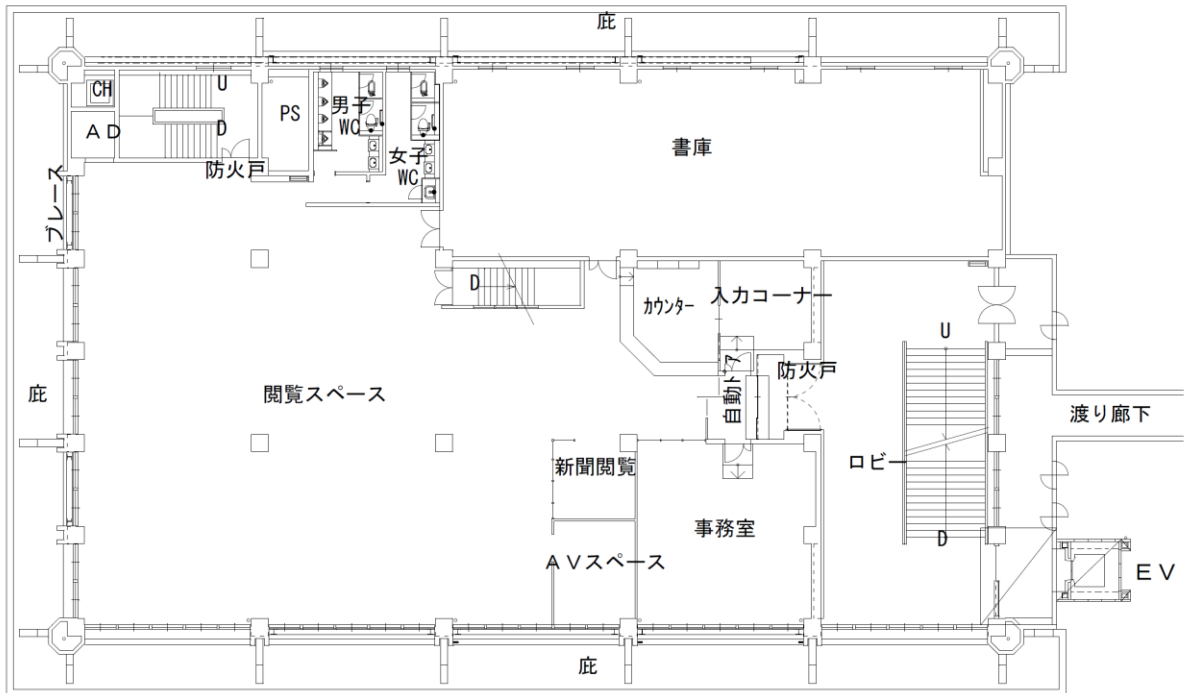 庇
CH
U
PS
男子
WC
AD
D
防火戸
女子
WC
書庫
ブレース
D
カウンター
入力コーナー
U
庇
閲覧スペース
自動ドア
防火戸
渡り廊下
新聞閲覧
ロビー
事務室
AVスペース
D
EV
庇